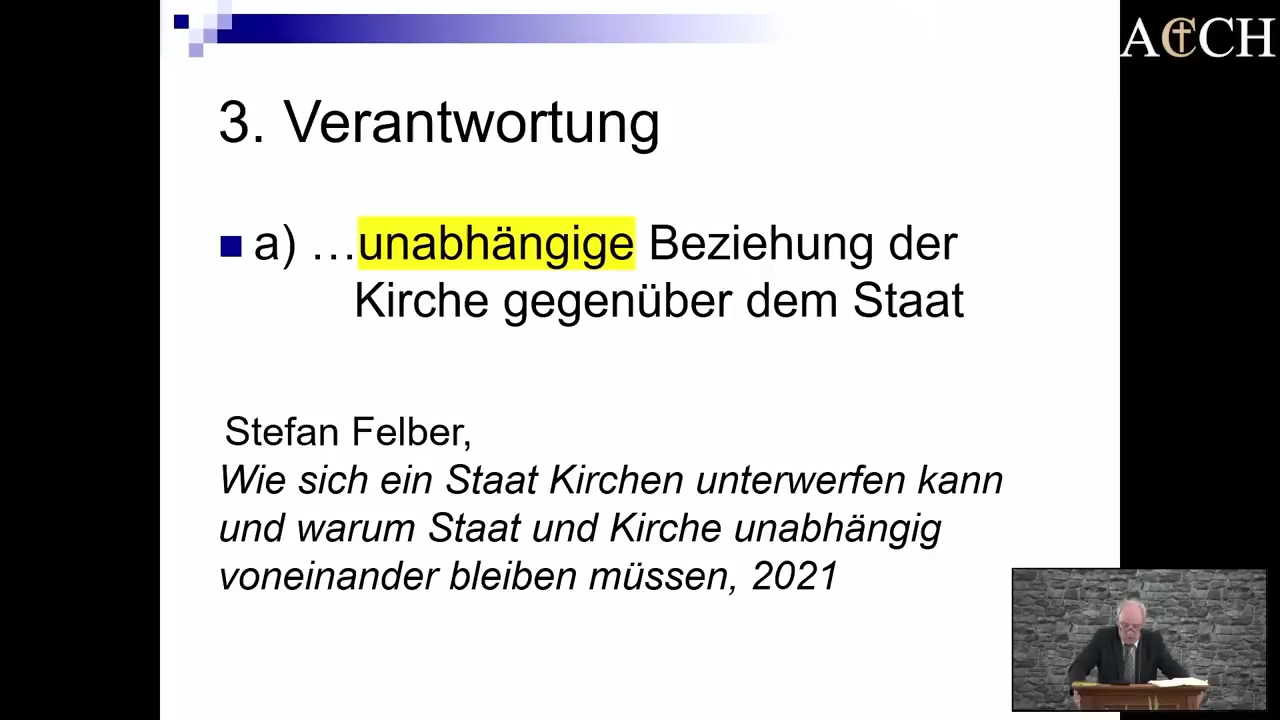 ACCH
3. Verantwortung
a) …unabhängige Beziehung der
Kirche gegenüber dem Staat
Stefan Felber,
Wie sich ein Staat Kirchen unterwerfen kann
und warum Staat und Kirche unabhängig
voneinander bleiben müssen, 2021